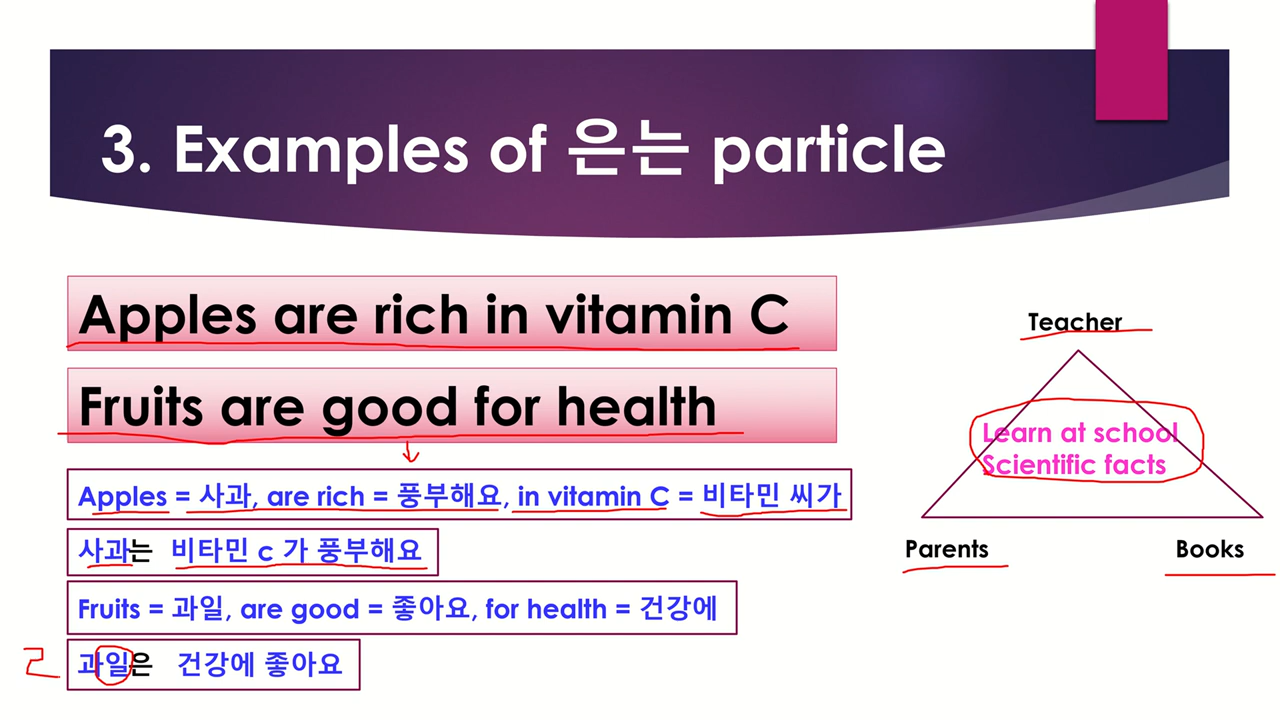 3. Examples of 은는 particle
Apples are rich in vitamin C
Fruits are good for health
Apples = 사과, are rich = 풍부해요, in vitamin C = 비타민 씨가
사과는 비타민 c 가 풍부해요
Fruits = 과일, are good = 좋아요, for health = 건강에
ㄹ 과일은 건강에 좋아요
Teacher
Learn at school
Scientific facts
Parents Books